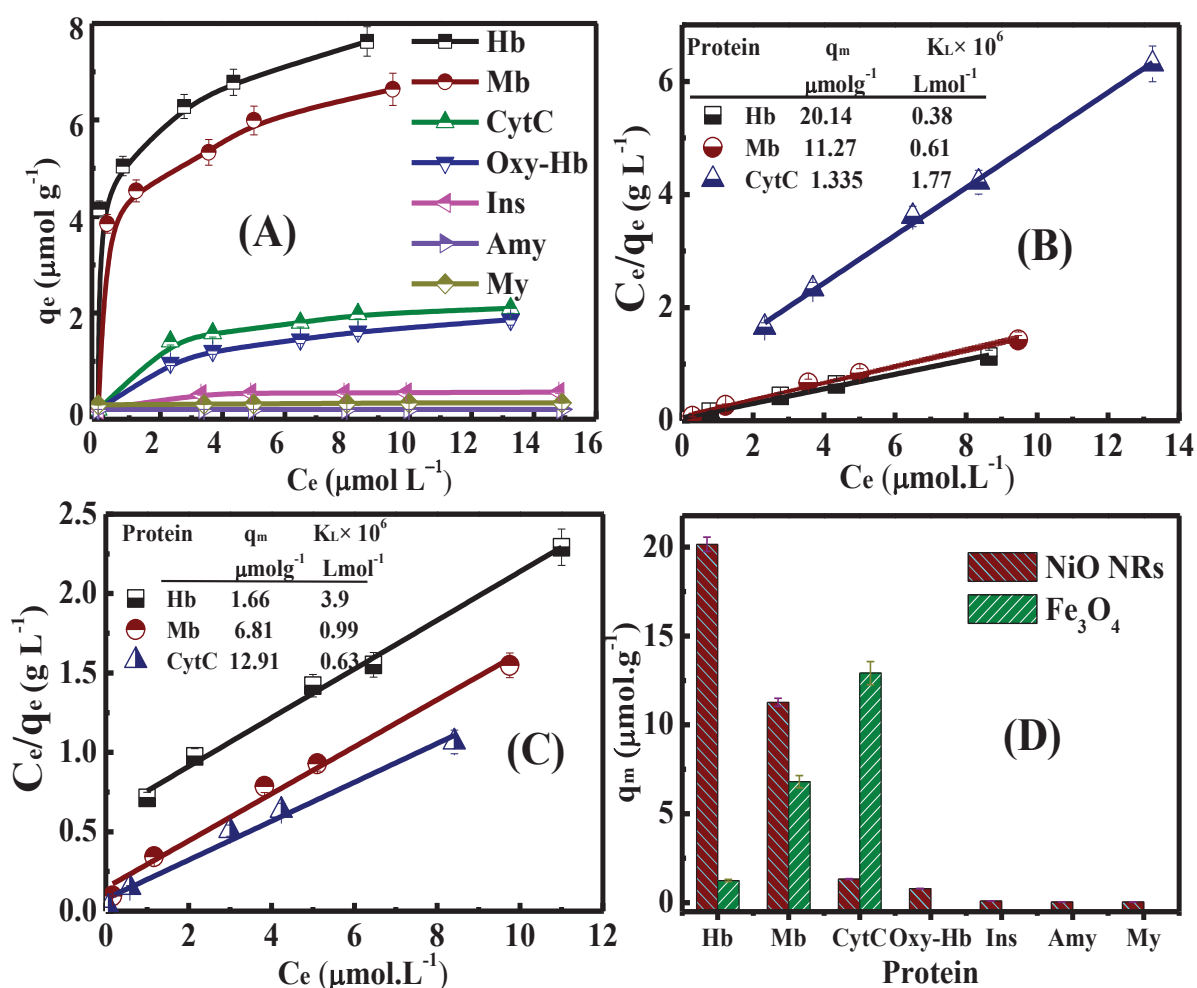 (A)
qe (μmol g⁻¹)
8
6
4
2
0
0 2 4 6 8 10 12 14 16
Ce (μmol L⁻¹)
Hb
Mb
CytC
Oxy-Hb
Ins
Amy
My
(B)
Ce/qe (g L⁻¹)
6
4
2
0
0 2 4 6 8 10 12 14
Ce (μmol.L⁻¹)
Protein qm KL× 10⁶
μmolg⁻¹ Lmol⁻¹
Hb 20.14 0.38
Mb 11.27 0.61
CytC 1.335 1.77
(C)
Ce/qe (g L⁻¹)
2.5
2.0
1.5
1.0
0.5
0.0
0 2 4 6 8 10 12
Ce (μmol.L⁻¹)
Protein qm KL× 10⁶
μmolg⁻¹ Lmol⁻¹
Hb 1.66 3.9
Mb 6.81 0.99
CytC 12.91 0.63
(D)
qm (μmol.g⁻¹)
20
15
10
5
0
Hb Mb CytC Oxy-Hb Ins Amy My
Protein
NiO NRs
Fe₃O₄